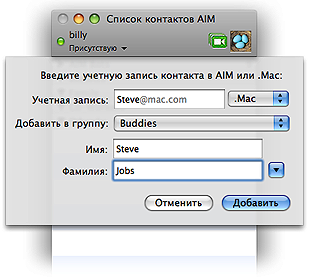 Список контактов AIM
billy
Присутствую
Введите учетную запись контакта в AIM или .Mac:
Учетная запись: Steve@mac.com .Mac
Добавить в группу: Buddies
Имя: Steve
Фамилия: Jobs
Отменить Добавить